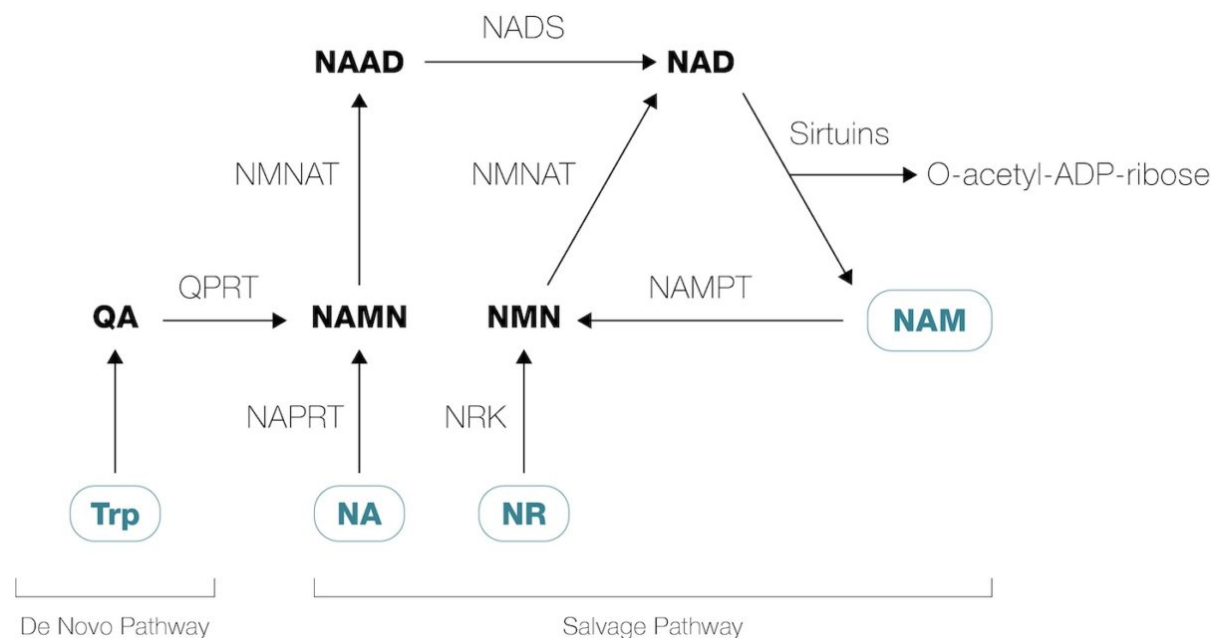 NADS
NAAD
NAD
Sirtuins
NMNAT
NMNAT
O-acetyl-ADP-ribose
QPRT
NAMPT
QA
NAMN
NMN
NAM
NAPRT
NRK
Trp
NA
NR
De Novo Pathway
Salvage Pathway